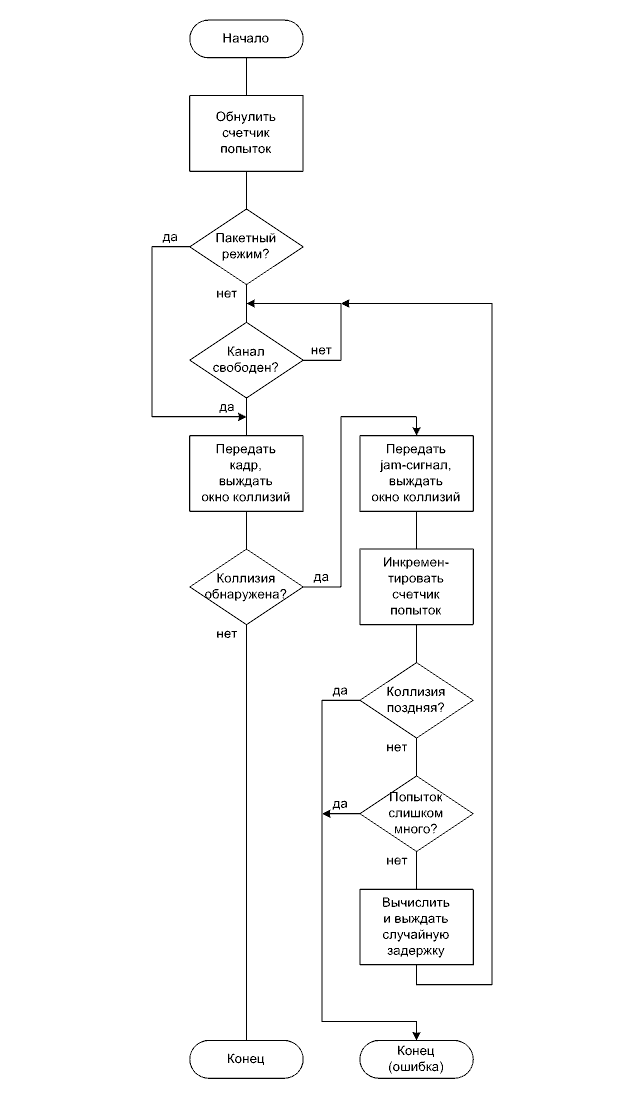 Начало
Обнулить
счетчик
попыток
да
Пакетный
режим?
нет
Канал
свободен?
нет
да
Передать
кадр,
выждать
окно коллизий
Передать
jam-сигнал,
выждать
окно коллизий
Коллизия
обнаружена?
да
нет
Инкремен-
тировать
счетчик
попыток
да
Коллизия
поздняя?
нет
да
Попыток
слишком
много?
нет
Вычислить
и выждать
случайную
задержку
Конец
Конец
(ошибка)